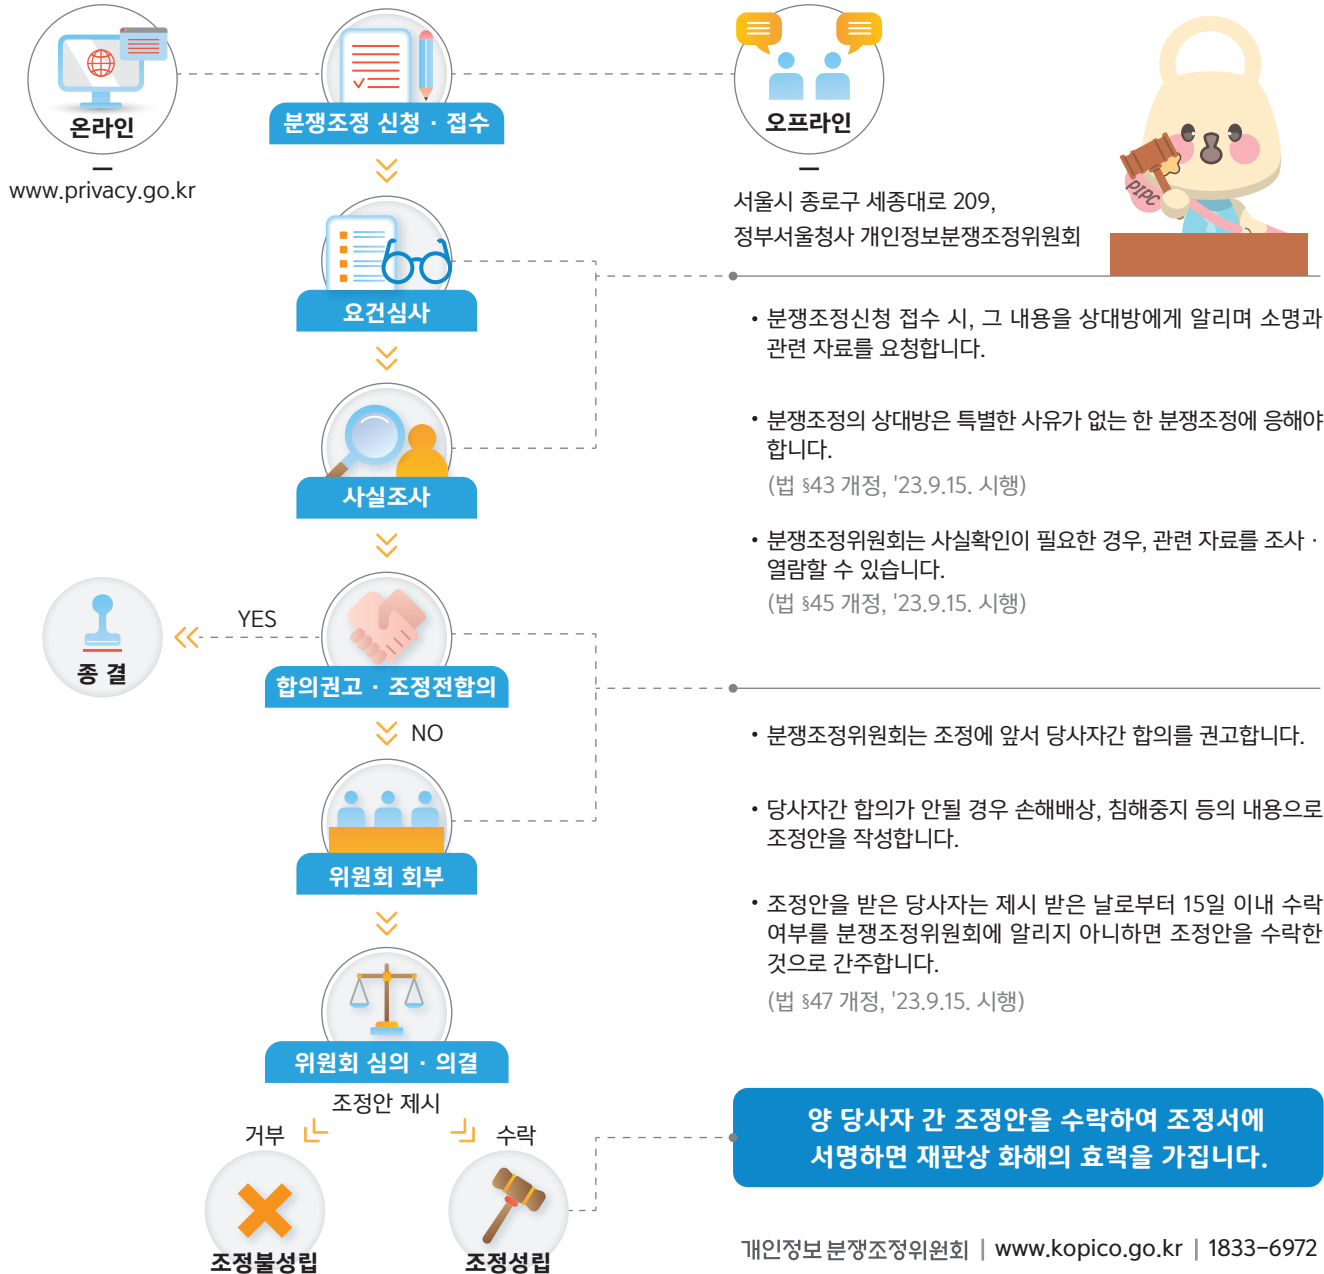 온라인
www.privacy.go.kr
분쟁조정 신청 · 접수
오프라인
서울시 종로구 세종대로 209,
정부서울청사 개인정보분쟁조정위원회
PIPC
요건심사
• 분쟁조정신청 접수 시, 그 내용을 상대방에게 알리며 소명과
관련 자료를 요청합니다.
사실조사
• 분쟁조정의 상대방은 특별한 사유가 없는 한 분쟁조정에 응해야
합니다.
(법 §43 개정, '23.9.15. 시행)
• 분쟁조정위원회는 사실확인이 필요한 경우, 관련 자료를 조사 ·
열람할 수 있습니다.
(법 §45 개정, '23.9.15. 시행)
YES
종 결
합의권고 · 조정전합의
NO
• 분쟁조정위원회는 조정에 앞서 당사자간 합의를 권고합니다.
• 당사자간 합의가 안될 경우 손해배상, 침해중지 등의 내용으로
조정안을 작성합니다.
위원회 회부
• 조정안을 받은 당사자는 제시 받은 날로부터 15일 이내 수락
여부를 분쟁조정위원회에 알리지 아니하면 조정안을 수락한
것으로 간주합니다.
(법 §47 개정, '23.9.15. 시행)
위원회 심의 · 의결
조정안 제시
거부
수락
양 당사자 간 조정안을 수락하여 조정서에
서명하면 재판상 화해의 효력을 가집니다.
조정불성립
조정성립
개인정보 분쟁조정위원회 | www.kopico.go.kr | 1833-6972